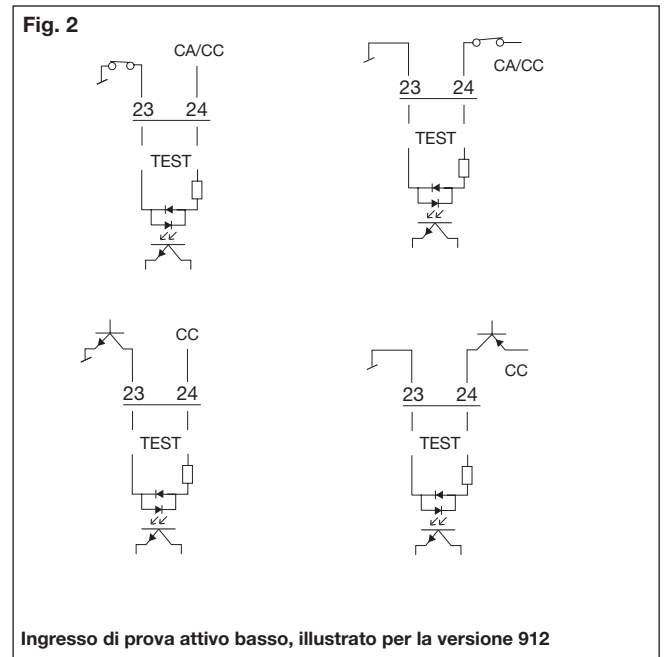 Fig. 2
CA/CC
23 24
TEST
CA/CC
23 24
TEST
CC
23 24
TEST
CC
23 24
TEST
Ingresso di prova attivo basso, illustrato per la versione 912